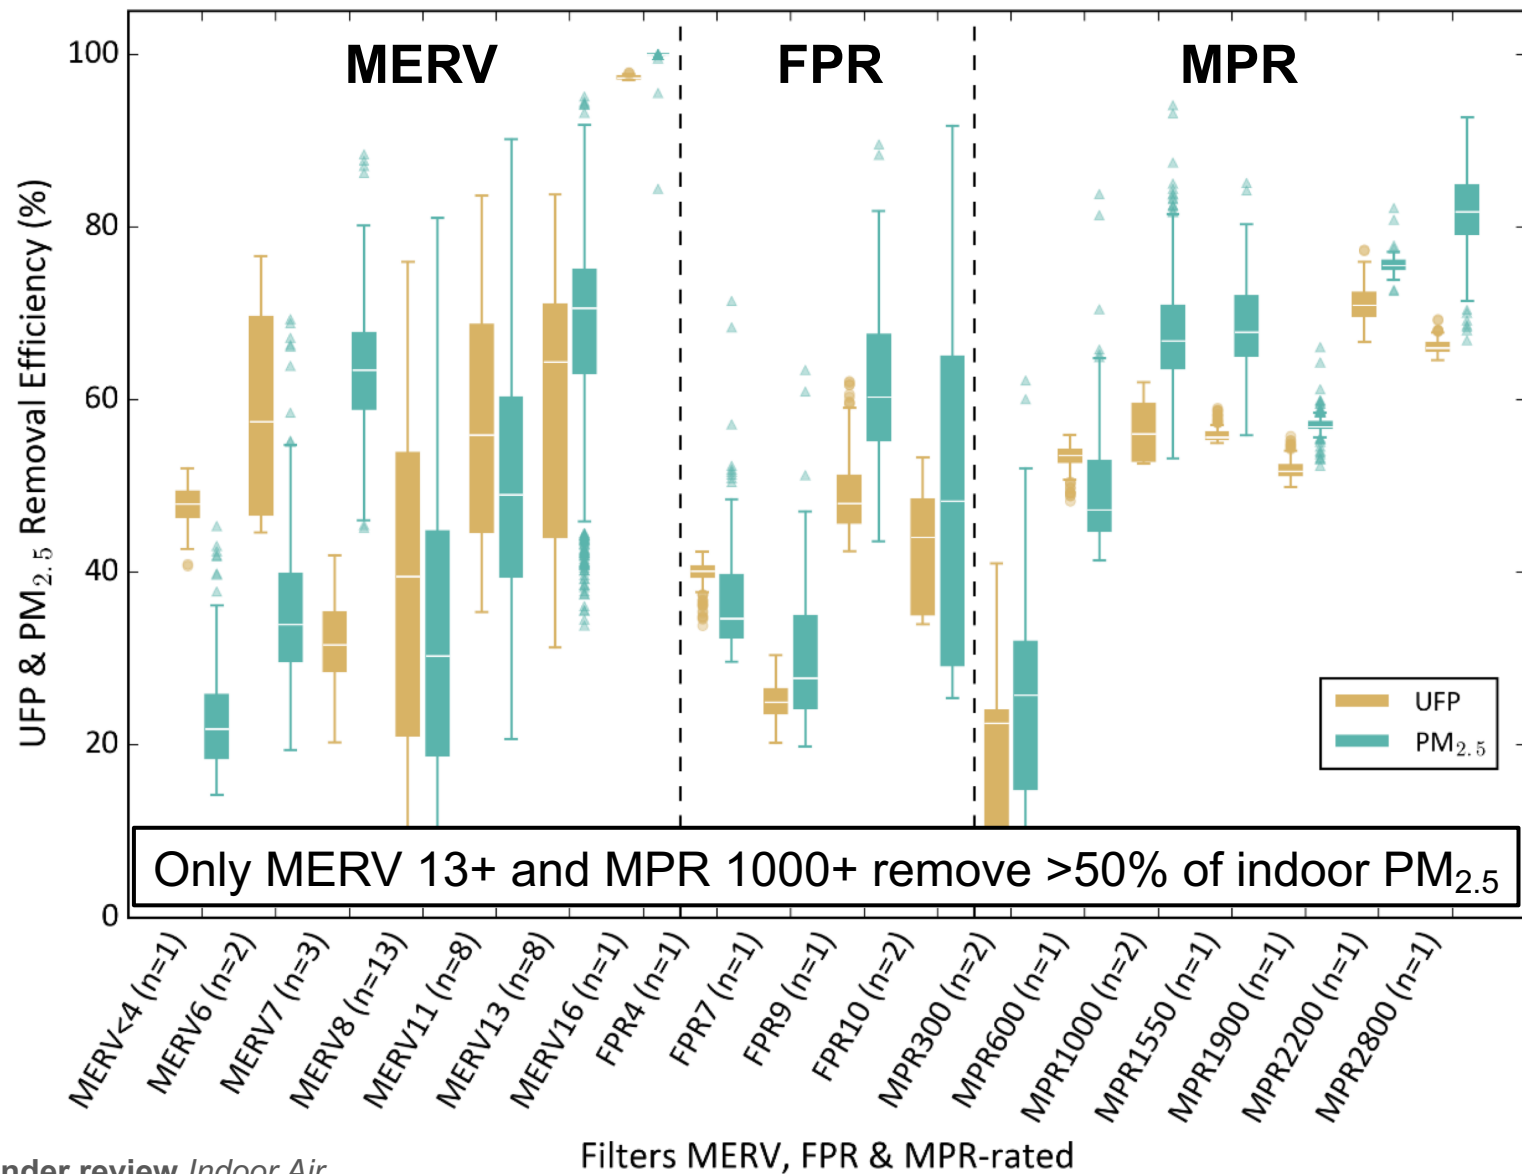 MERV
FPR
MPR
100
80
60
40
20
0
UFP & PM2.5 Removal Efficiency (%)
UFP
PM2.5
Only MERV 13+ and MPR 1000+ remove >50% of indoor PM2.5
MERV<4 (n=1)
MERV6 (n=2)
MERV7 (n=3)
MERV8 (n=13)
MERV11 (n=8)
MERV13 (n=8)
MERV16 (n=1)
FPR4 (n=1)
FPR7 (n=1)
FPR9 (n=1)
FPR10 (n=2)
MPR300 (n=2)
MPR600 (n=1)
MPR1000 (n=2)
MPR1550 (n=1)
MPR1900 (n=1)
MPR2200 (n=1)
MPR2800 (n=1)
Filters MERV, FPR & MPR-rated
nder review Indoor Air